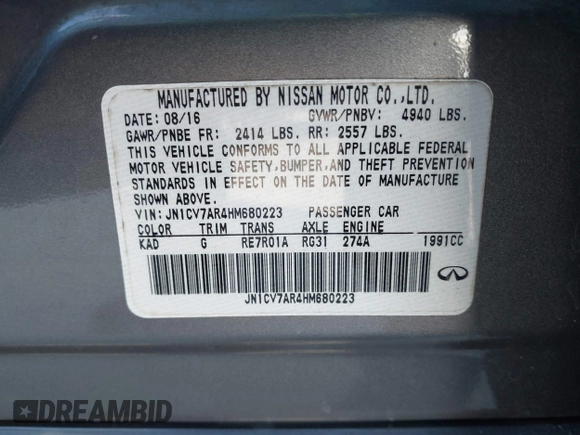 MANUFACTURED BY NISSAN MOTOR CO.,LTD.
DATE: 08/16 GVWR/PNBV: 4940 LBS.
GAWR/PNBE FR: 2414 LBS. RR: 2557 LBS.
THIS VEHICLE CONFORMS TO ALL APPLICABLE FEDERAL
MOTOR VEHICLE SAFETY,BUMPER,AND THEFT PREVENTION
STANDARDS IN EFFECT ON THE DATE OF MANUFACTURE
SHOWN ABOVE.
VIN: JN1CV7AR4HM680223 PASSENGER CAR
COLOR TRIM TRANS AXLE ENGINE
KAD G RE7R01A RG31 274A 1991CC
JN1CV7AR4HM680223
DREAMBID